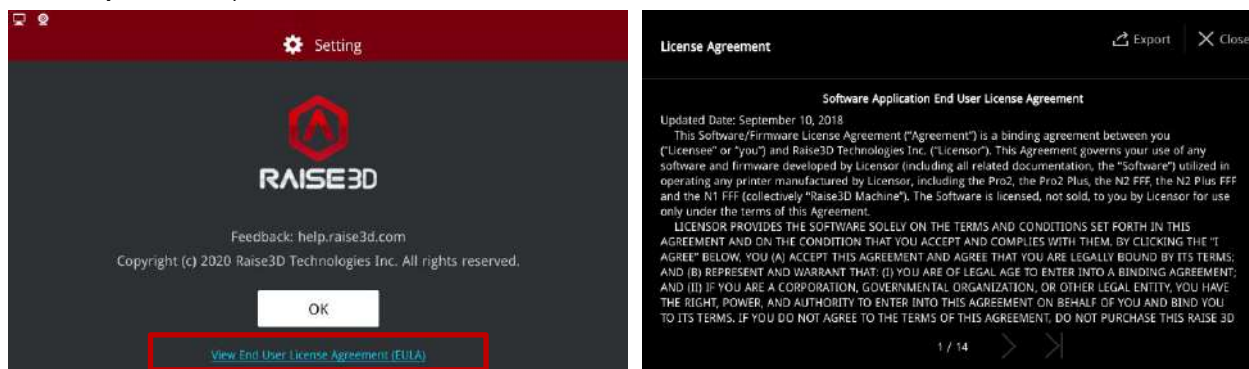 Setting
RAISE3D
Feedback: help.raise3d.com
Copyright (c) 2020 Raise3D Technologies Inc. All rights reserved.
OK
View End User License Agreement (EULA)
License Agreement
Export
Close
Software Application End User License Agreement
Updated Date: September 10, 2018
This Software/Firmware License Agreement ("Agreement") is a binding agreement between you
("Licensee" or "you") and Raise3D Technologies Inc. ("Licensor"). This Agreement governs your use of any
software and firmware developed by Licensor (including all related documentation, the "Software") utilized in
operating any printer manufactured by Licensor, including the Pro2, the Pro2 Plus, the N2 FFF, the N2 Plus FFF
and the N1 FFF (collectively "Raise3D Machine"). The Software is licensed, not sold, to you by Licensor for use
only under the terms of this Agreement.
LICENSOR PROVIDES THE SOFTWARE SOLELY ON THE TERMS AND CONDITIONS SET FORTH IN THIS
AGREEMENT AND ON THE CONDITION THAT YOU ACCEPT AND COMPLIES WITH THEM. BY CLICKING THE "I
AGREE" BELOW, YOU (A) ACCEPT THIS AGREEMENT AND AGREE THAT YOU ARE LEGALLY BOUND BY ITS TERMS;
AND (B) REPRESENT AND WARRANT THAT: (I) YOU ARE OF LEGAL AGE TO ENTER INTO A BINDING AGREEMENT;
AND (II) IF YOU ARE A CORPORATION, GOVERNMENTAL ORGANIZATION, OR OTHER LEGAL ENTITY, YOU HAVE
THE RIGHT, POWER, AND AUTHORITY TO ENTER INTO THIS AGREEMENT ON BEHALF OF YOU AND BIND YOU
TO ITS TERMS. IF YOU DO NOT AGREE TO THE TERMS OF THIS AGREEMENT, DO NOT PURCHASE THIS RAISE 3D
1 / 14